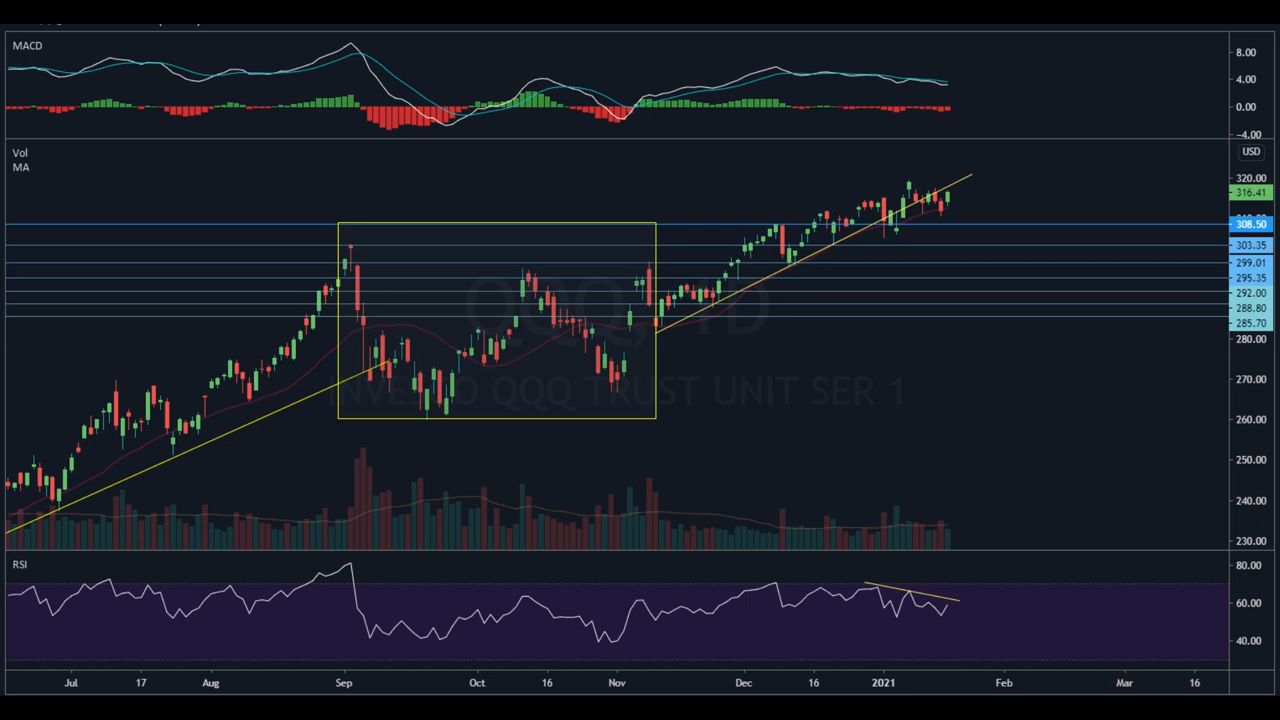 MACD
8.00
4.00
0.00
−4.00
Vol
MA
USD
320.00
316.41
308.50
303.35
299.01
295.35
292.00
288.80
285.70
280.00
270.00
260.00
250.00
240.00
230.00
QQQ, 1D
INVESCO QQQ TRUST UNIT SER 1
RSI
80.00
60.00
40.00
Jul 17 Aug Sep Oct 16 Nov Dec 16 2021 Feb Mar 16